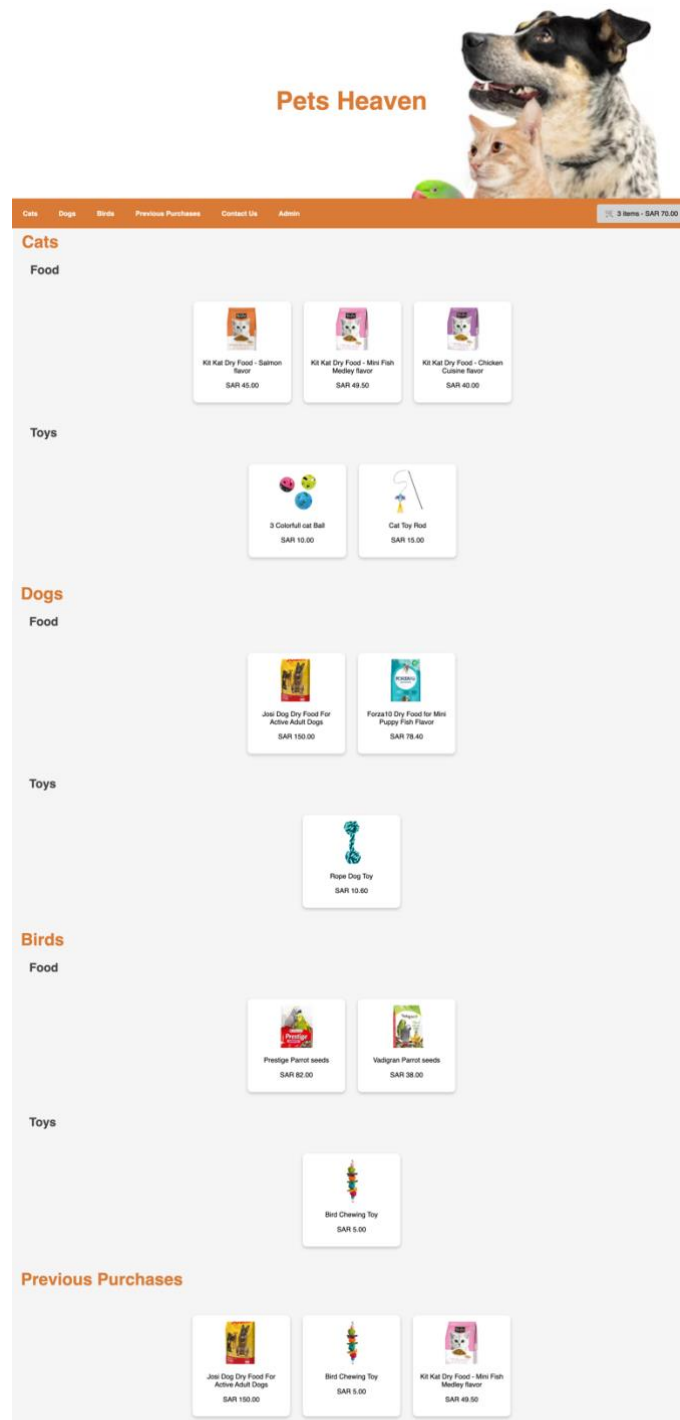 Pets Heaven
Cats Dogs Birds Previous Purchases Contact Us Admin 3 items - SAR 70.00
Cats
Food
Kit Kat Dry Food - Salmon
flavor
SAR 45.00
Kit Kat Dry Food - Mini Fish
Medley flavor
SAR 49.50
Kit Kat Dry Food - Chicken
Cuisine flavor
SAR 40.00
Toys
3 Colorfull cat Ball
SAR 10.00
Cat Toy Rod
SAR 15.00
Dogs
Food
Josi Dog Dry Food For
Active Adult Dogs
SAR 150.00
Forza10 Dry Food for Mini
Puppy Fish Flavor
SAR 78.40
Toys
Rope Dog Toy
SAR 10.60
Birds
Food
Prestige
Prestige Parrot seeds
SAR 82.00
Vadigran Parrot seeds
SAR 38.00
Toys
Bird Chewing Toy
SAR 5.00
Previous Purchases
Josi Dog Dry Food For
Active Adult Dogs
SAR 150.00
Bird Chewing Toy
SAR 5.00
Kit Kat Dry Food - Mini Fish
Medley flavor
SAR 49.50